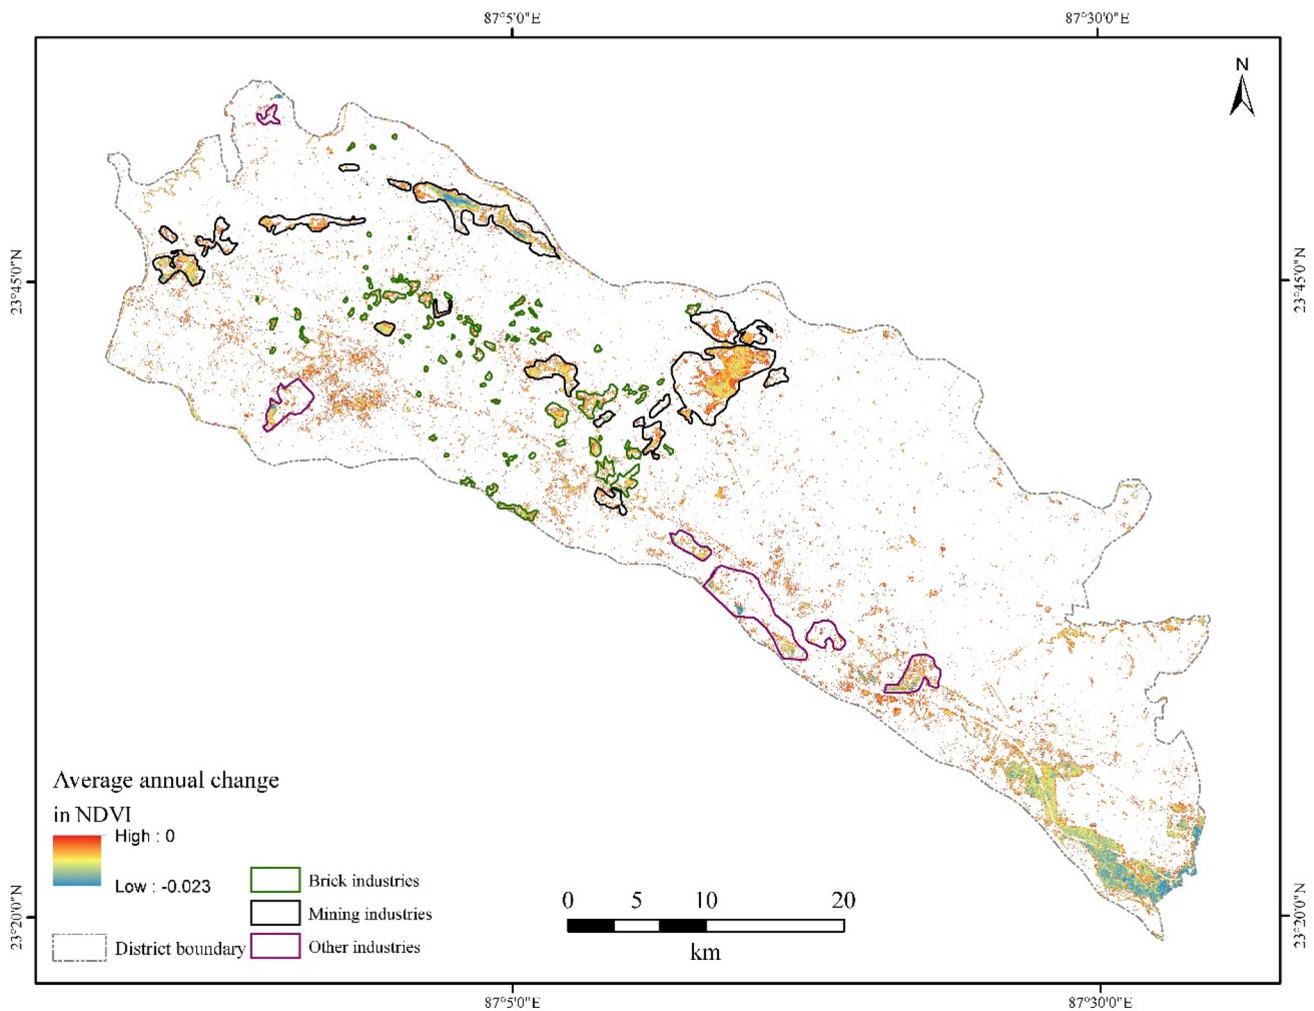 87°5'0"E
87°30'0"E
N
23°45'0"N
23°45'0"N
Average annual change
in NDVI
High : 0
Low : -0.023
Brick industries
Mining industries
District boundary
Other industries
0 5 10 20
km
23°20'0"N
23°20'0"N
87°5'0"E
87°30'0"E